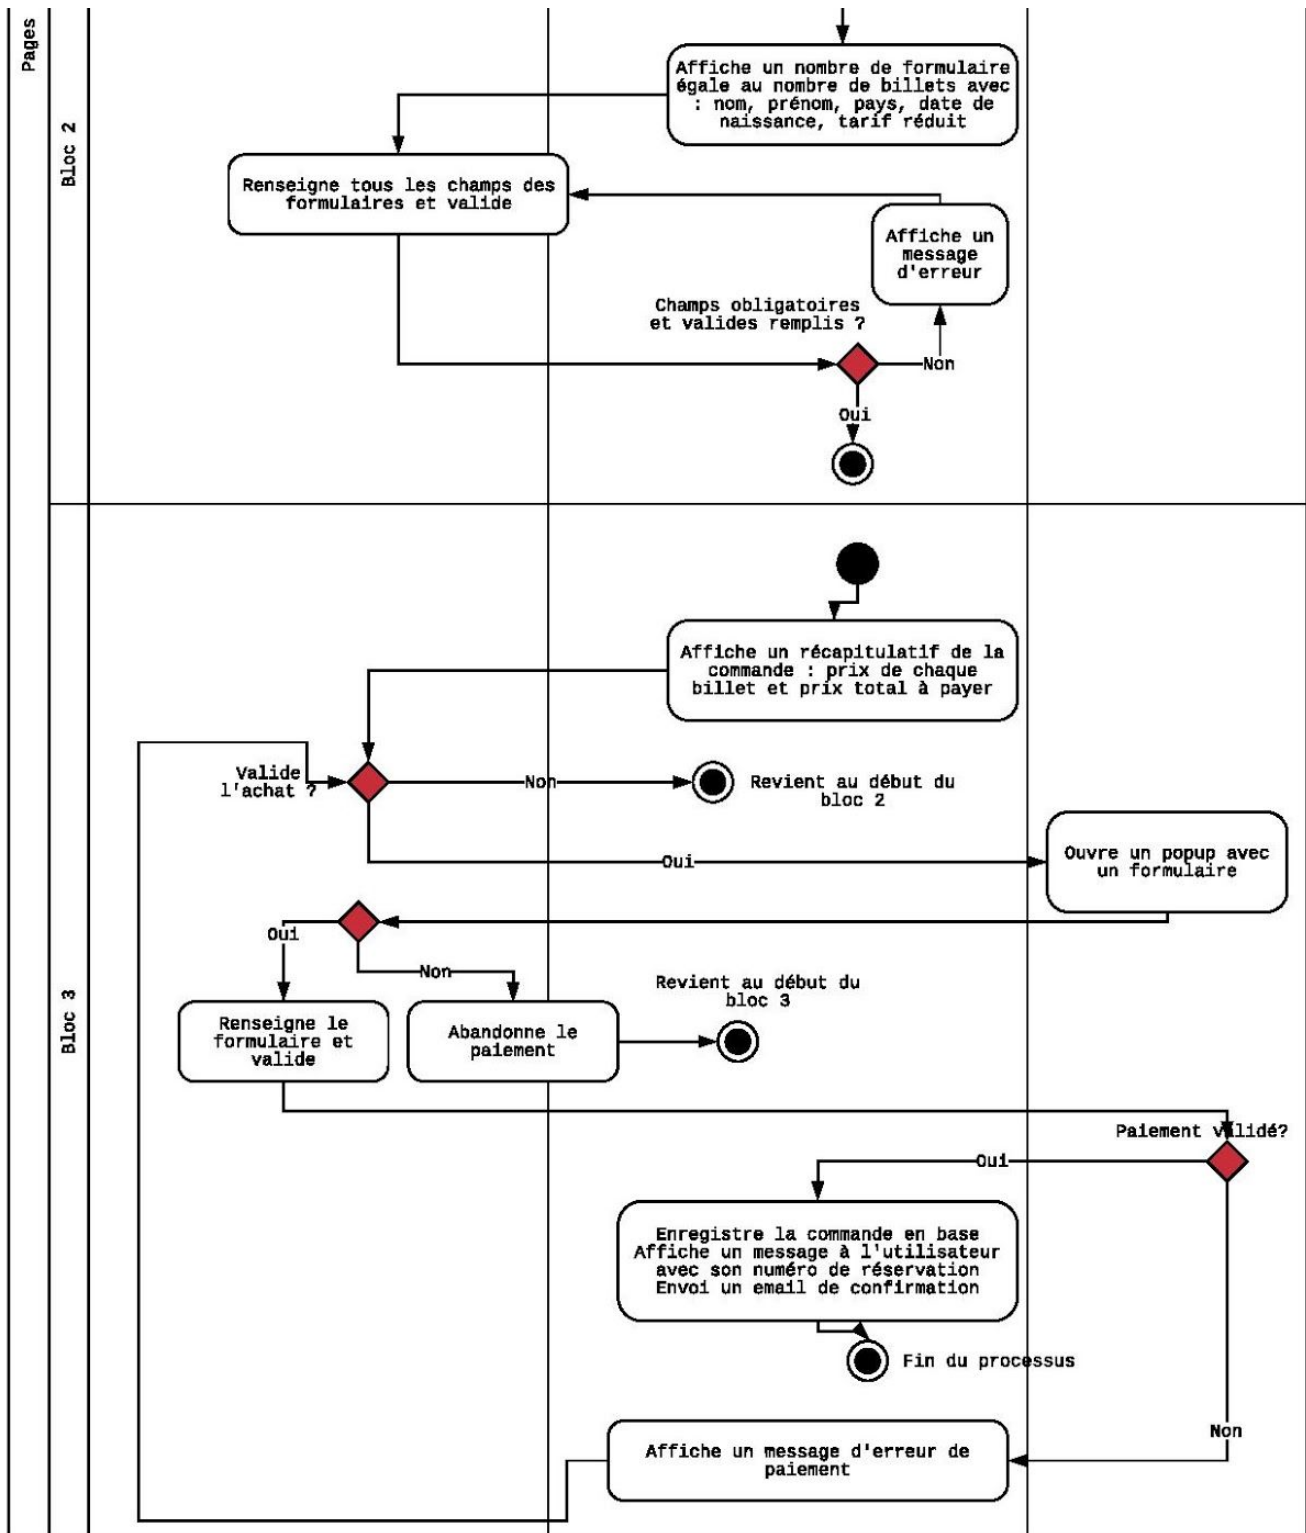 Pages
Bloc 2
Affiche un nombre de formulaire
égale au nombre de billets avec
: nom, prénom, pays, date de
naissance, tarif réduit
Renseigne tous les champs des
formulaires et valide
Affiche un
message
d'erreur
Champs obligatoires
et valides remplis ?
Non
Oui
Bloc 3
Affiche un récapitulatif de la
commande : prix de chaque
billet et prix total à payer
Valide
l'achat ?
Non
Revient au début du
bloc 2
Oui
Ouvre un popup avec
un formulaire
Oui
Non
Renseigne le
formulaire et
valide
Abandonne le
paiement
Revient au début du
bloc 3
Paiement validé?
Oui
Enregistre la commande en base
Affiche un message à l'utilisateur
avec son numéro de réservation
Envoi un email de confirmation
Fin du processus
Non
Affiche un message d'erreur de
paiement